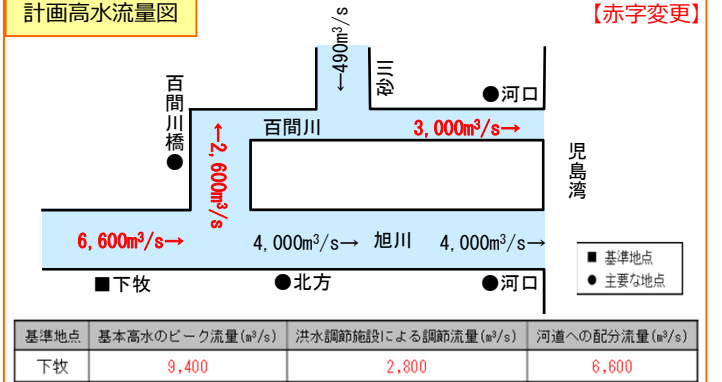 計画高水流量図
【赤字変更】
←490m³/s
砂川
●河口
百間川橋●
百間川
3,000m³/s→
←2,600m³/s
児島湾
6,600m³/s→
4,000m³/s→
旭川
4,000m³/s→
■下牧
●北方
●河口
■ 基準地点
● 主要な地点
基準地点 基本高水のピーク流量(m³/s) 洪水調節施設による調節流量(m³/s) 河道への配分流量(m³/s)
下牧 9,400 2,800 6,600